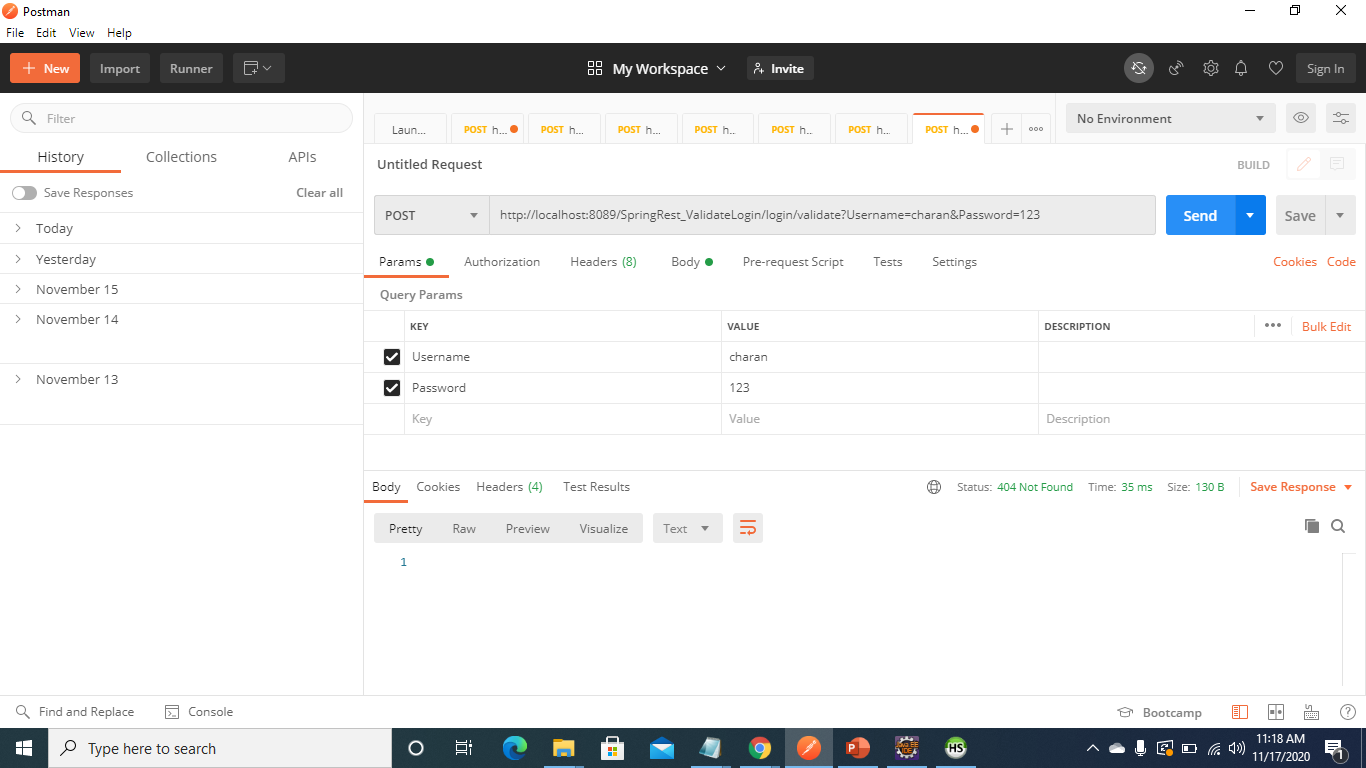 Postman
File Edit View Help
New Import Runner My Workspace Invite Sign In
Filter
History Collections APIs
Save Responses Clear all
Today
Yesterday
November 15
November 14
November 13
Laun... POST h... POST h... POST h... POST h... POST h... POST h... POST h... No Environment
Untitled Request BUILD
POST http://localhost:8089/SpringRest_ValidateLogin/login/validate?Username=charan&Password=123 Send Save
Params Authorization Headers (8) Body Pre-request Script Tests Settings Cookies Code
Query Params
KEY VALUE DESCRIPTION Bulk Edit
Username charan
Password 123
Key Value Description
Body Cookies Headers (4) Test Results Status: 404 Not Found Time: 35 ms Size: 130 B Save Response
Pretty Raw Preview Visualize Text
1
Find and Replace Console Bootcamp
Type here to search HS 11:18 AM
11/17/2020 1